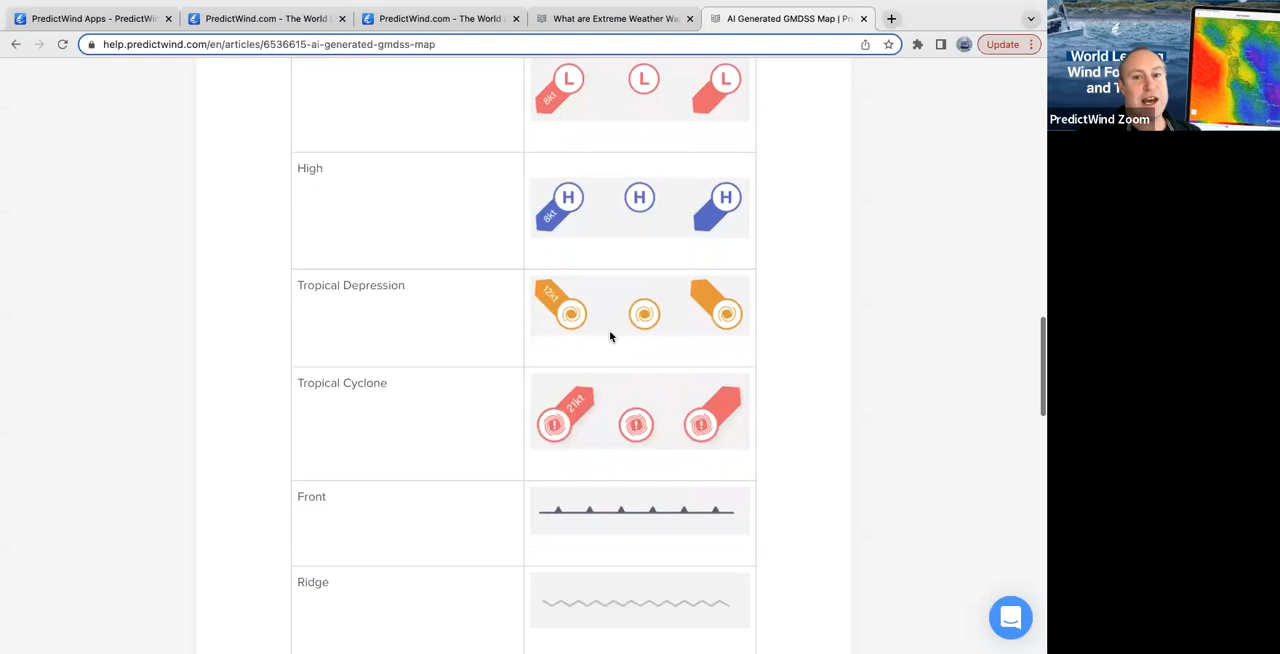 PredictWind Apps - PredictWin
PredictWind.com - The World
PredictWind.com - The World
What are Extreme Weather Wa
AI Generated GMDSS Map | Pr
help.predictwind.com/en/articles/6536615-ai-generated-gmdss-map
Update
World Le
Wind Fo
and T
PredictWind Zoom
8kt L L L
High
8kt H H H
Tropical Depression
12kt
Tropical Cyclone
21kt
! ! !
Front
Ridge